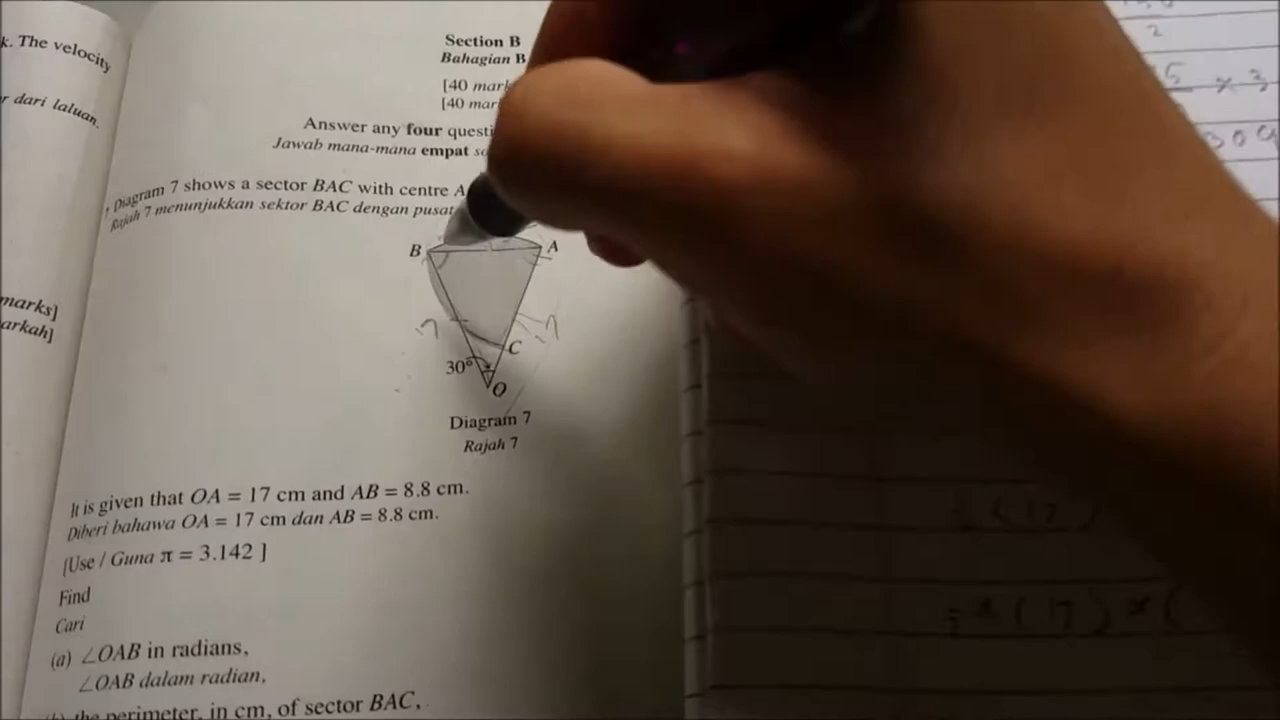 k. The velocity
r dari laluan.
marks]
arkah]
Section B
Bahagian B
[40 mark
[40 mar
Answer any four questi
Jawab mana-mana empat so
Diagram 7 shows a sector BAC with centre A
Rajah 7 menunjukkan sektor BAC dengan pusat
B
A
17
17
C
30°
O
Diagram 7
Rajah 7
It is given that OA = 17 cm and AB = 8.8 cm.
Diberi bahawa OA = 17 cm dan AB = 8.8 cm.
[Use / Guna π = 3.142 ]
Find
Cari
(a) ∠OAB in radians,
∠OAB dalam radian,
the perimeter, in cm, of sector BAC,